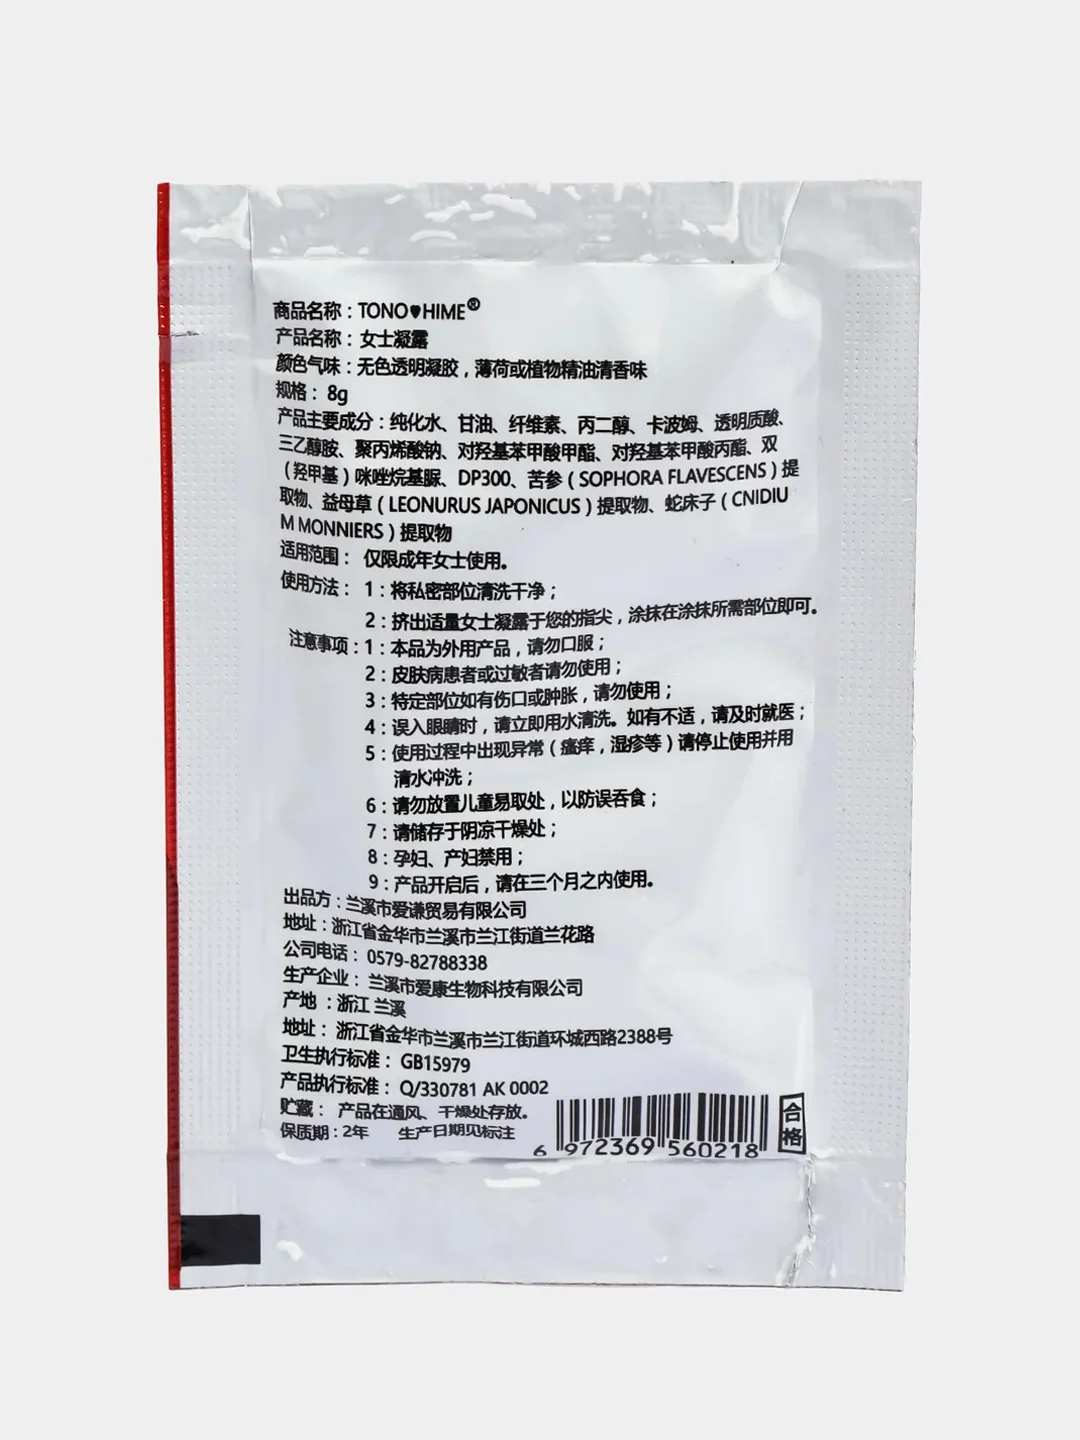 商品名称：TONO♥HIME®
产品名称：女士凝露
颜色气味：无色透明凝胶，薄荷或植物精油清香味
规格：8g
产品主要成分：纯化水、甘油、纤维素、丙二醇、卡波姆、透明质酸、
三乙醇胺、聚丙烯酸钠、对羟基苯甲酸甲酯、对羟基苯甲酸丙酯、双
（羟甲基）咪唑烷基脲、DP300、苦参（SOPHORA FLAVESCENS）提
取物、益母草（LEONURUS JAPONICUS）提取物、蛇床子（CNIDIU
M MONNIERS）提取物
适用范围：仅限成年女士使用。
使用方法：1：将私密部位清洗干净；
2：挤出适量女士凝露于您的指尖，涂抹在涂抹所需部位即可。
注意事项：1：本品为外用产品，请勿口服；
2：皮肤病患者或过敏者请勿使用；
3：特定部位如有伤口或肿胀，请勿使用；
4：误入眼睛时，请立即用水清洗。如有不适，请及时就医；
5：使用过程中出现异常（瘙痒，湿疹等）请停止使用并用
清水冲洗；
6：请勿放置儿童易取处，以防误吞食；
7：请储存于阴凉干燥处；
8：孕妇、产妇禁用；
9：产品开启后，请在三个月之内使用。
出品方：兰溪市爱谦贸易有限公司
地址：浙江省金华市兰溪市兰江街道兰花路
公司电话：0579-82788338
生产企业：兰溪市爱康生物科技有限公司
产地：浙江 兰溪
地址：浙江省金华市兰溪市兰江街道环城西路2388号
卫生执行标准：GB15979
产品执行标准：Q/330781 AK 0002
贮藏：产品在通风、干燥处存放。
保质期：2年 生产日期见标注
6 972369 560218
合格